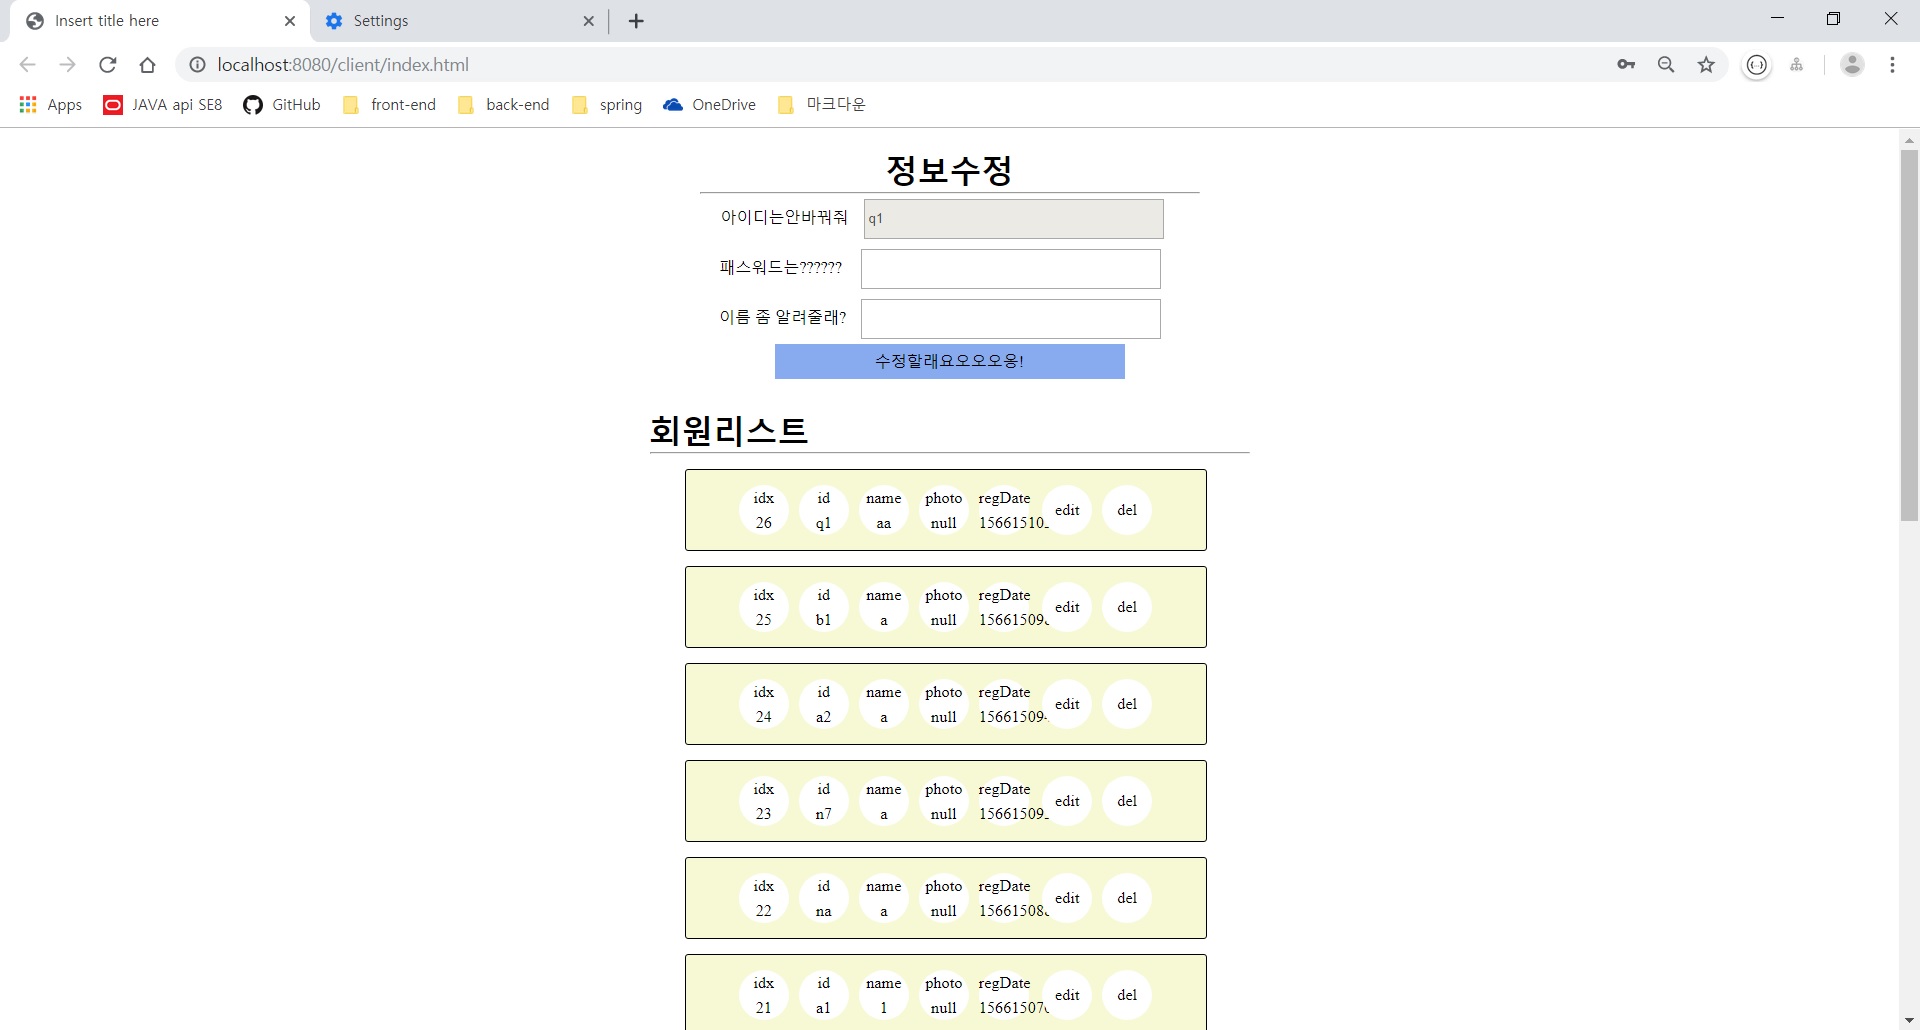 Insert title here
Settings
localhost:8080/client/index.html
Apps
JAVA api SE8
GitHub
front-end
back-end
spring
OneDrive
마크다운
정보수정
아이디는안바꿔줘
q1
패스워드는??????
이름 좀 알려줄래?
수정할래요오오오옹!
회원리스트
idx id name photo regDate edit del
26 q1 aa null 15661510
idx id name photo regDate edit del
25 b1 a null 15661509
idx id name photo regDate edit del
24 a2 a null 15661509
idx id name photo regDate edit del
23 n7 a null 15661509
idx id name photo regDate edit del
22 na a null 15661508
idx id name photo regDate edit del
21 a1 1 null 15661507